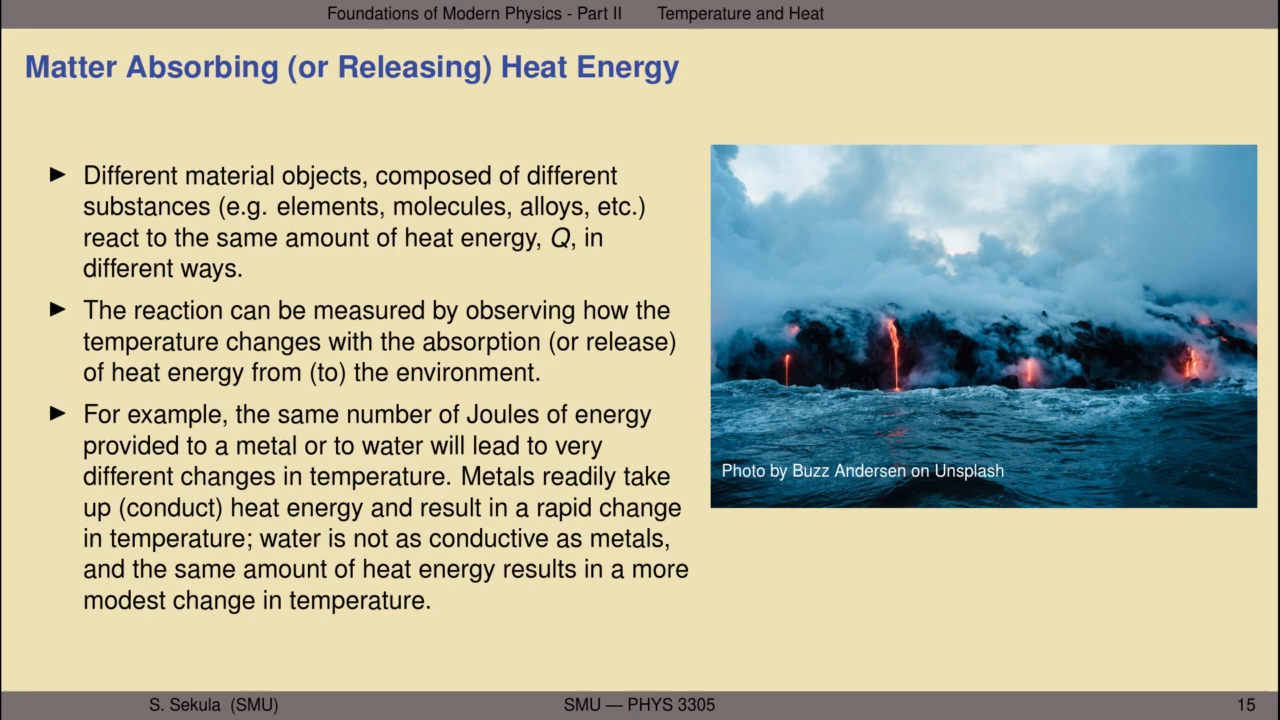 Foundations of Modern Physics - Part II Temperature and Heat
Matter Absorbing (or Releasing) Heat Energy
▶ Different material objects, composed of different
substances (e.g. elements, molecules, alloys, etc.)
react to the same amount of heat energy, Q, in
different ways.
▶ The reaction can be measured by observing how the
temperature changes with the absorption (or release)
of heat energy from (to) the environment.
▶ For example, the same number of Joules of energy
provided to a metal or to water will lead to very
different changes in temperature. Metals readily take
up (conduct) heat energy and result in a rapid change
in temperature; water is not as conductive as metals,
and the same amount of heat energy results in a more
modest change in temperature.
Photo by Buzz Andersen on Unsplash
S. Sekula (SMU) SMU — PHYS 3305 15